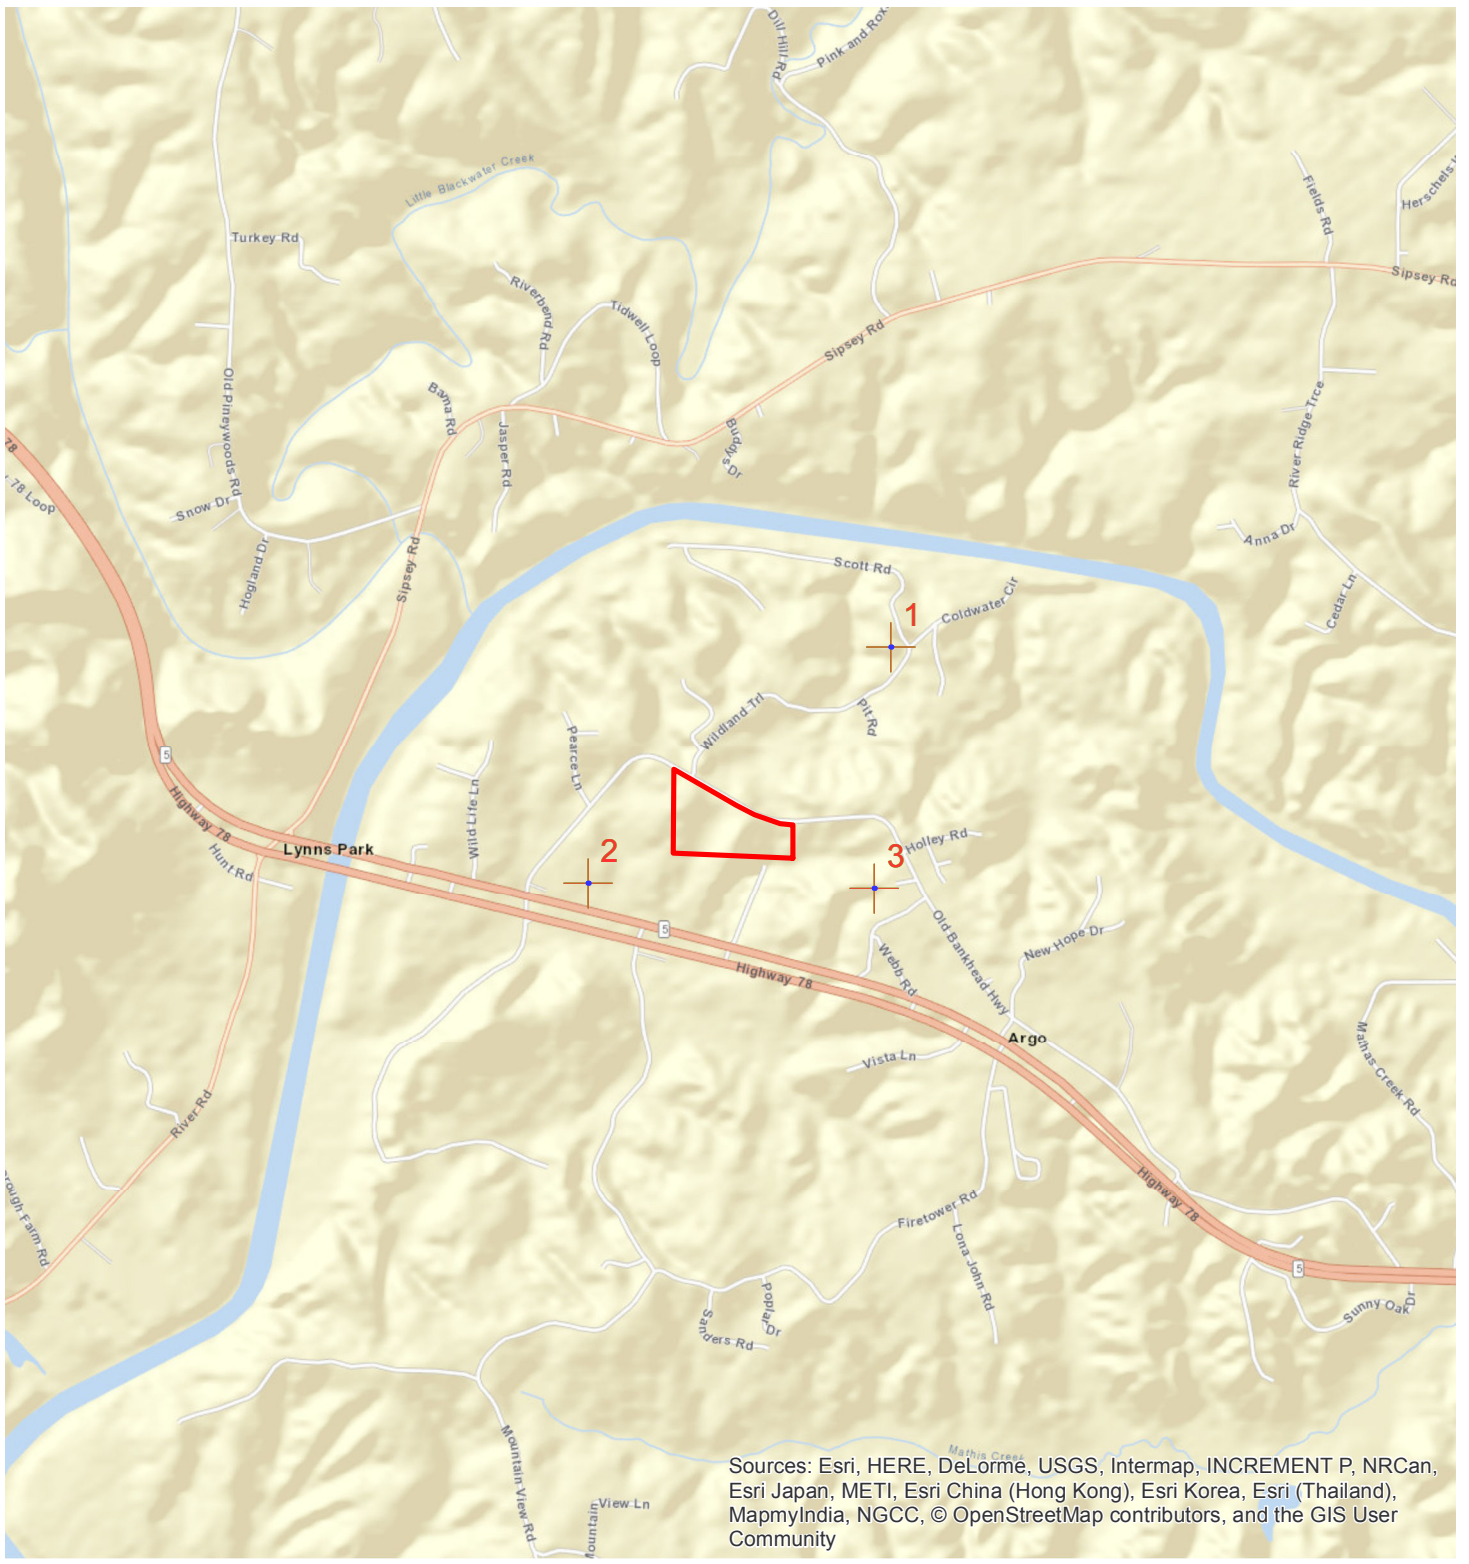 Dill Hill Rd
Pink and Rox
Little Blackwater Creek
Fields Rd
Herschels
Turkey Rd
Sipsey Rd
Riverbend Rd
Tidwell Loop
Sipsey Rd
Old Pineywoods Rd
Bama Rd
Jasper Rd
Buddys Dr
River Ridge Trce
78
78 Loop
Snow Dr
Anna Dr
Hogland Dr
Sipsey Rd
Scott Rd
Coldwater Cir
Cedar Ln
1
Wildland Trl
Pit Rd
Pearce Ln
5
Highway 78
Wild Life Ln
Lynns Park
Hunt Rd
Holley Rd
2
3
5
Highway 78
Webb Rd
Old Bankhead Hwy
New Hope Dr
Argo
Vista Ln
Mathas Creek Rd
River Rd
Highway 78
rough Farm Rd
Firetower Rd
Lona John Rd
5
Sunny Oak Dr
Poplar Dr
Sanders Rd
Mountain View Rd
Mathis Creek
Mountain
View Ln
Sources: Esri, HERE, DeLorme, USGS, Intermap, INCREMENT P, NRCan,
Esri Japan, METI, Esri China (Hong Kong), Esri Korea, Esri (Thailand),
MapmyIndia, NGCC, © OpenStreetMap contributors, and the GIS User
Community